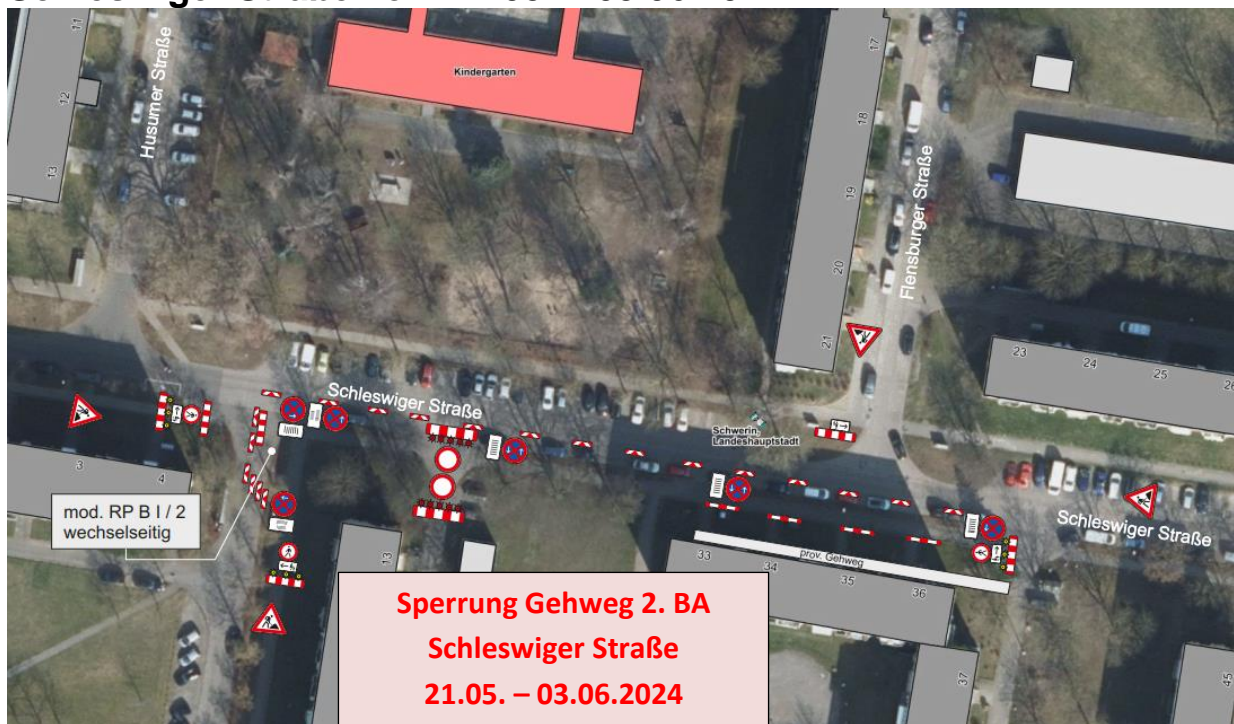 Husumer Straße
11
12
13
Kindergarten
17
18
19
20
21
Flensburger Straße
23
24
25
26
Schleswiger Straße
Schwerin,
Landeshauptstadt
3
4
mod. RP B I / 2
wechselseitig
13
33
34
35
36
prov. Gehweg
Schleswiger Straße
37
45
Sperrung Gehweg 2. BA
Schleswiger Straße
21.05. – 03.06.2024